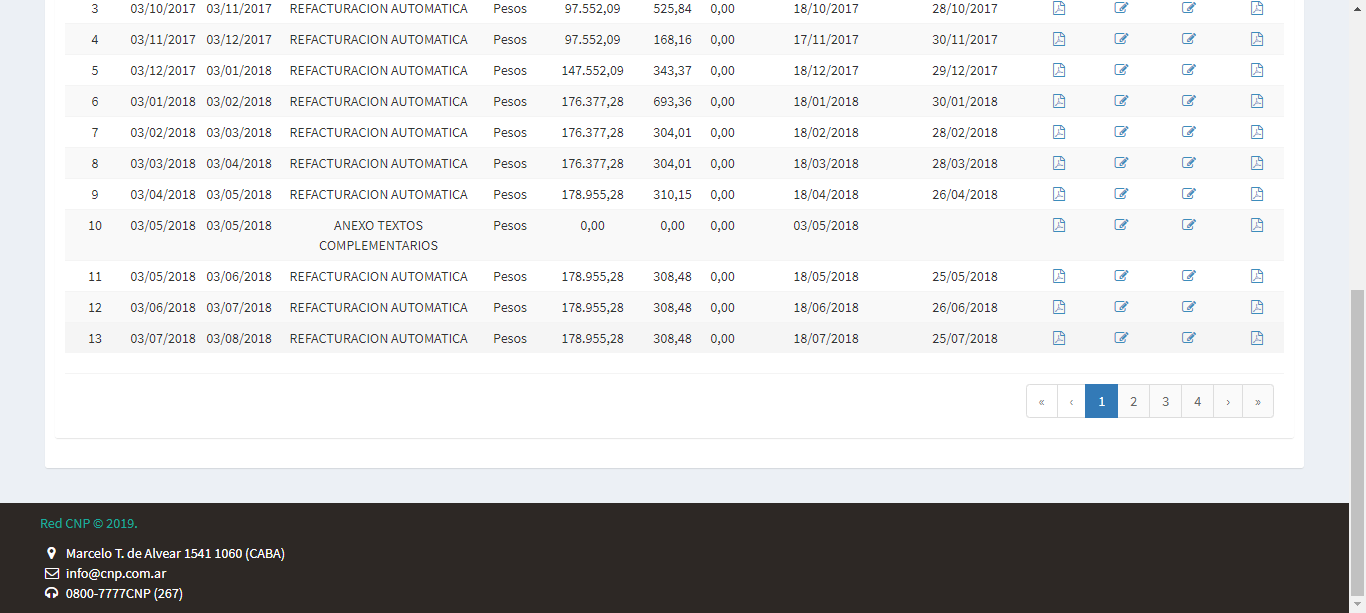 3 03/10/2017 03/11/2017 REFACTURACION AUTOMATICA Pesos 97.552,09 525,84 0,00 18/10/2017 28/10/2017
4 03/11/2017 03/12/2017 REFACTURACION AUTOMATICA Pesos 97.552,09 168,16 0,00 17/11/2017 30/11/2017
5 03/12/2017 03/01/2018 REFACTURACION AUTOMATICA Pesos 147.552,09 343,37 0,00 18/12/2017 29/12/2017
6 03/01/2018 03/02/2018 REFACTURACION AUTOMATICA Pesos 176.377,28 693,36 0,00 18/01/2018 30/01/2018
7 03/02/2018 03/03/2018 REFACTURACION AUTOMATICA Pesos 176.377,28 304,01 0,00 18/02/2018 28/02/2018
8 03/03/2018 03/04/2018 REFACTURACION AUTOMATICA Pesos 176.377,28 304,01 0,00 18/03/2018 28/03/2018
9 03/04/2018 03/05/2018 REFACTURACION AUTOMATICA Pesos 178.955,28 310,15 0,00 18/04/2018 26/04/2018
10 03/05/2018 03/05/2018 ANEXO TEXTOS Pesos 0,00 0,00 0,00 03/05/2018
COMPLEMENTARIOS
11 03/05/2018 03/06/2018 REFACTURACION AUTOMATICA Pesos 178.955,28 308,48 0,00 18/05/2018 25/05/2018
12 03/06/2018 03/07/2018 REFACTURACION AUTOMATICA Pesos 178.955,28 308,48 0,00 18/06/2018 26/06/2018
13 03/07/2018 03/08/2018 REFACTURACION AUTOMATICA Pesos 178.955,28 308,48 0,00 18/07/2018 25/07/2018
« ‹ 1 2 3 4 › »
Red CNP © 2019.
Marcelo T. de Alvear 1541 1060 (CABA)
info@cnp.com.ar
0800-7777CNP (267)